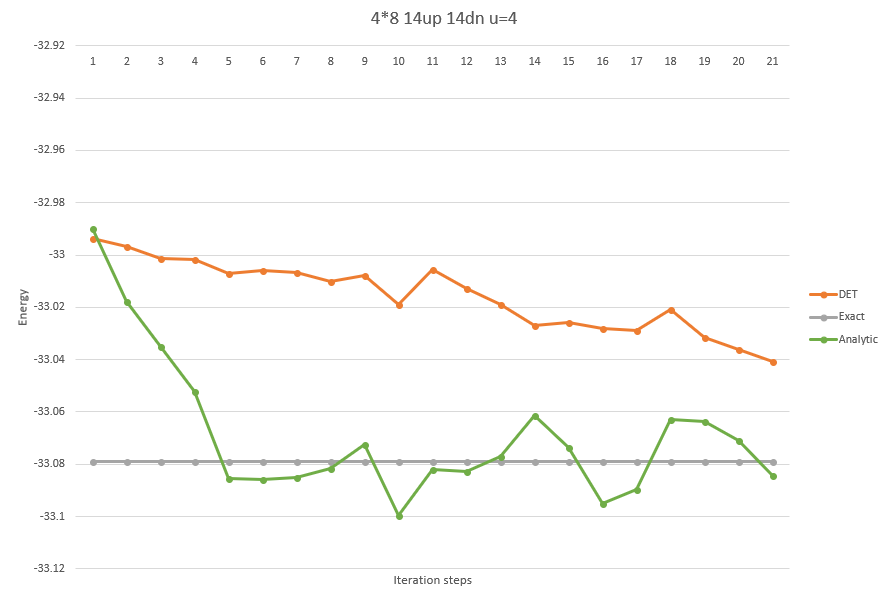 4*8 14up 14dn u=4
-32.92
1 2 3 4 5 6 7 8 9 10 11 12 13 14 15 16 17 18 19 20 21
-32.94
-32.96
-32.98
-33
-33.02
-33.04
-33.06
-33.08
-33.1
-33.12
Energy
Iteration steps
DET
Exact
Analytic